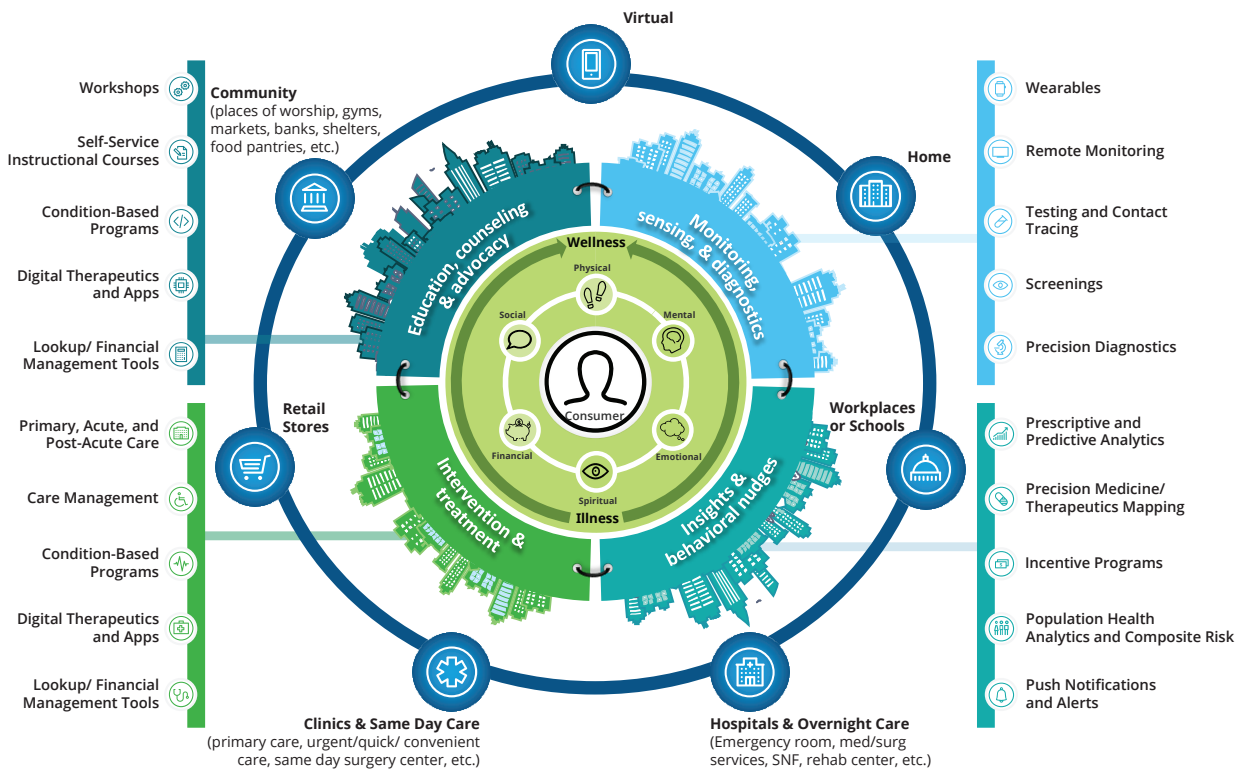 Virtual
Workshops
Self-Service
Instructional Courses
Condition-Based
Programs
Digital Therapeutics
and Apps
Lookup/ Financial
Management Tools
Community
(places of worship, gyms,
markets, banks, shelters,
food pantries, etc.)
Home
Wearables
Remote Monitoring
Testing and Contact
Tracing
Screenings
Precision Diagnostics
Education, counseling
& advocacy
Monitoring,
sensing, & diagnostics
Wellness
Physical
Social
Mental
Consumer
Financial
Emotional
Spiritual
Illness
Intervention &
treatment
Insights &
behavioral nudges
Retail
Stores
Workplaces
or Schools
Primary, Acute, and
Post-Acute Care
Care Management
Condition-Based
Programs
Digital Therapeutics
and Apps
Lookup/ Financial
Management Tools
Prescriptive and
Predictive Analytics
Precision Medicine/
Therapeutics Mapping
Incentive Programs
Population Health
Analytics and Composite Risk
Push Notifications
and Alerts
Clinics & Same Day Care
(primary care, urgent/quick/ convenient
care, same day surgery center, etc.)
Hospitals & Overnight Care
(Emergency room, med/surg
services, SNF, rehab center, etc.)